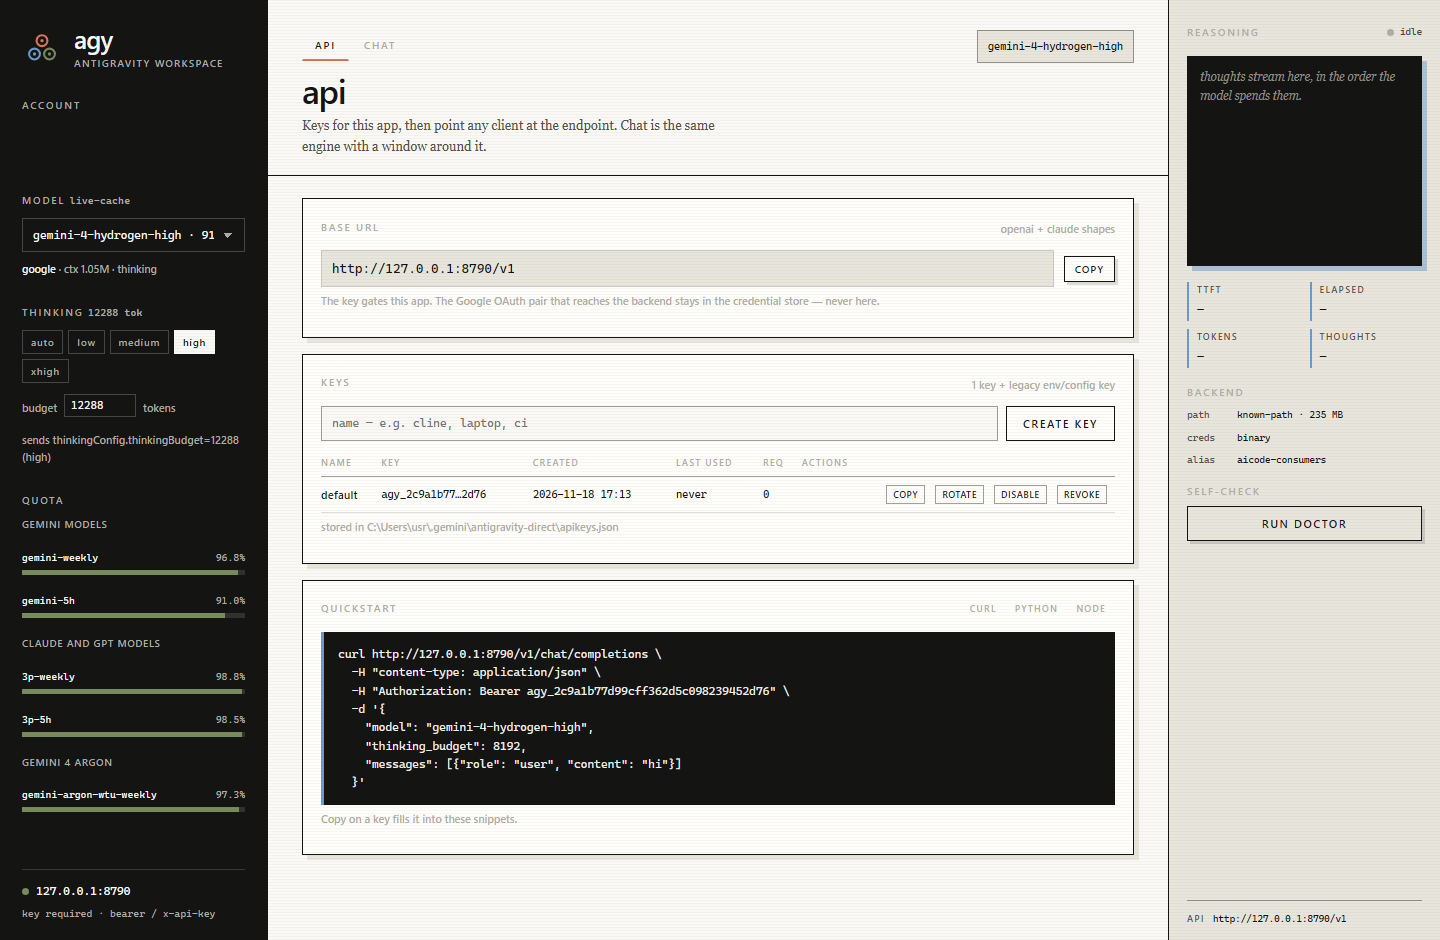 agy
ANTIGRAVITY WORKSPACE
ACCOUNT
MODEL live-cache
gemini-4-hydrogen-high · 91
google · ctx 1.05M · thinking
THINKING 12288 tok
auto low medium high
xhigh
budget 12288 tokens
sends thinkingConfig.thinkingBudget=12288
(high)
QUOTA
GEMINI MODELS
gemini-weekly 96.8%
gemini-5h 91.0%
CLAUDE AND GPT MODELS
3p-weekly 98.8%
3p-5h 98.5%
GEMINI 4 ARGON
gemini-argon-wtu-weekly 97.3%
127.0.0.1:8790
key required · bearer / x-api-key
API CHAT
gemini-4-hydrogen-high
api
Keys for this app, then point any client at the endpoint. Chat is the same
engine with a window around it.
BASE URL openai + claude shapes
http://127.0.0.1:8790/v1 COPY
The key gates this app. The Google OAuth pair that reaches the backend stays in the credential store — never here.
KEYS 1 key + legacy env/config key
name — e.g. cline, laptop, ci CREATE KEY
NAME KEY CREATED LAST USED REQ ACTIONS
default agy_2c9a1b77…2d76 2026-11-18 17:13 never 0 COPY ROTATE DISABLE REVOKE
stored in C:\Users\usr\.gemini\antigravity-direct\apikeys.json
QUICKSTART CURL PYTHON NODE
curl http://127.0.0.1:8790/v1/chat/completions \
-H "content-type: application/json" \
-H "Authorization: Bearer agy_2c9a1b77d99cff362d5c098239452d76" \
-d '{
"model": "gemini-4-hydrogen-high",
"thinking_budget": 8192,
"messages": [{"role": "user", "content": "hi"}]
}'
Copy on a key fills it into these snippets.
REASONING idle
thoughts stream here, in the order the
model spends them.
TTFT ELAPSED
– –
TOKENS THOUGHTS
– –
BACKEND
path known-path · 235 MB
creds binary
alias aicode-consumers
SELF-CHECK
RUN DOCTOR
API http://127.0.0.1:8790/v1